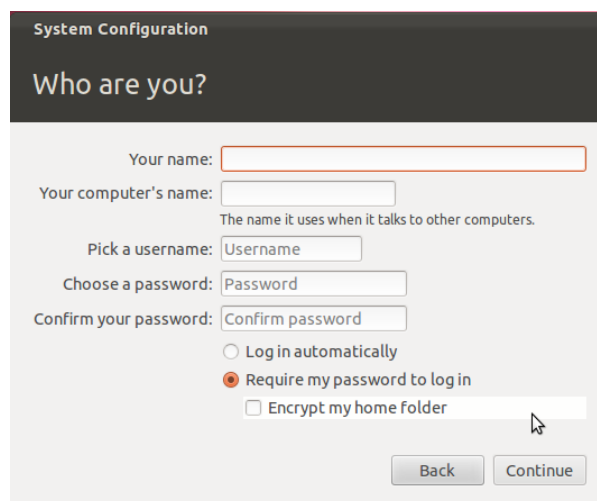 System Configuration
Who are you?
Your name:
Your computer's name:
The name it uses when it talks to other computers.
Pick a username: Username
Choose a password: Password
Confirm your password: Confirm password
Log in automatically
Require my password to log in
Encrypt my home folder
Back Continue